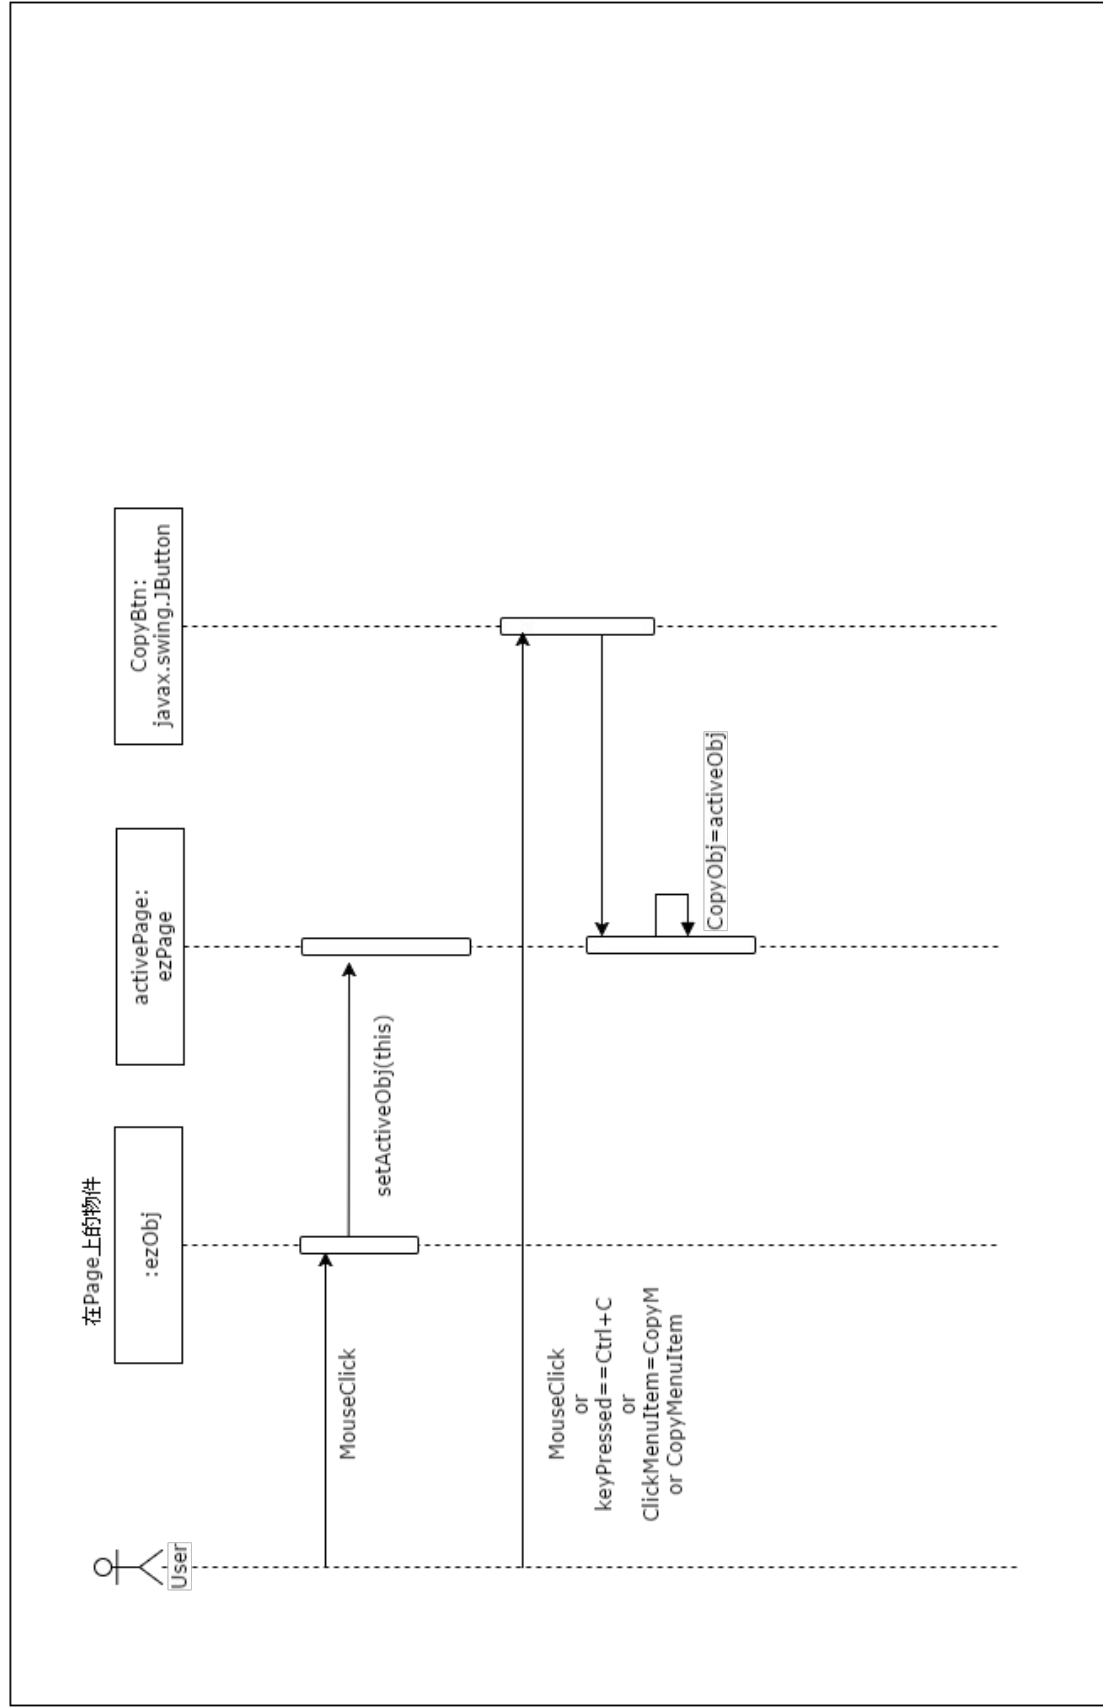 User
在Page上的物件
:ezObj
activePage:
ezPage
CopyBtn:
javax.swing.JButton
MouseClick
setActiveObj(this)
MouseClick
or
keyPressed==Ctrl+C
or
ClickMenuItem=CopyM
or CopyMenuItem
CopyObj=activeObj